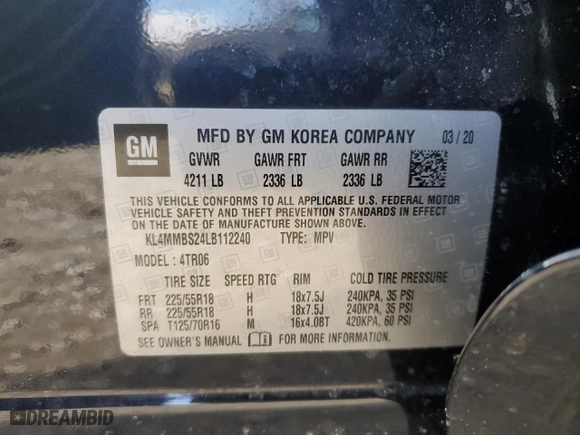 GM
MFD BY GM KOREA COMPANY 03/20
GVWR GAWR FRT GAWR RR
4211 LB 2336 LB 2336 LB
THIS VEHICLE CONFORMS TO ALL APPLICABLE U.S. FEDERAL MOTOR
VEHICLE SAFETY AND THEFT PREVENTION STANDARDS IN EFFECT
ON THE DATE OF MANUFACTURE SHOWN ABOVE.
KL4MMBS24LB112240 TYPE: MPV
MODEL: 4TR06
TIRE SIZE SPEED RTG RIM COLD TIRE PRESSURE
FRT 225/55R18 H 18x7.5J 240KPA, 35 PSI
RR 225/55R18 H 18x7.5J 240KPA, 35 PSI
SPA T125/70R16 M 16x4.0BT 420KPA, 60 PSI
SEE OWNER'S MANUAL FOR MORE INFORMATION.
DREAMBID